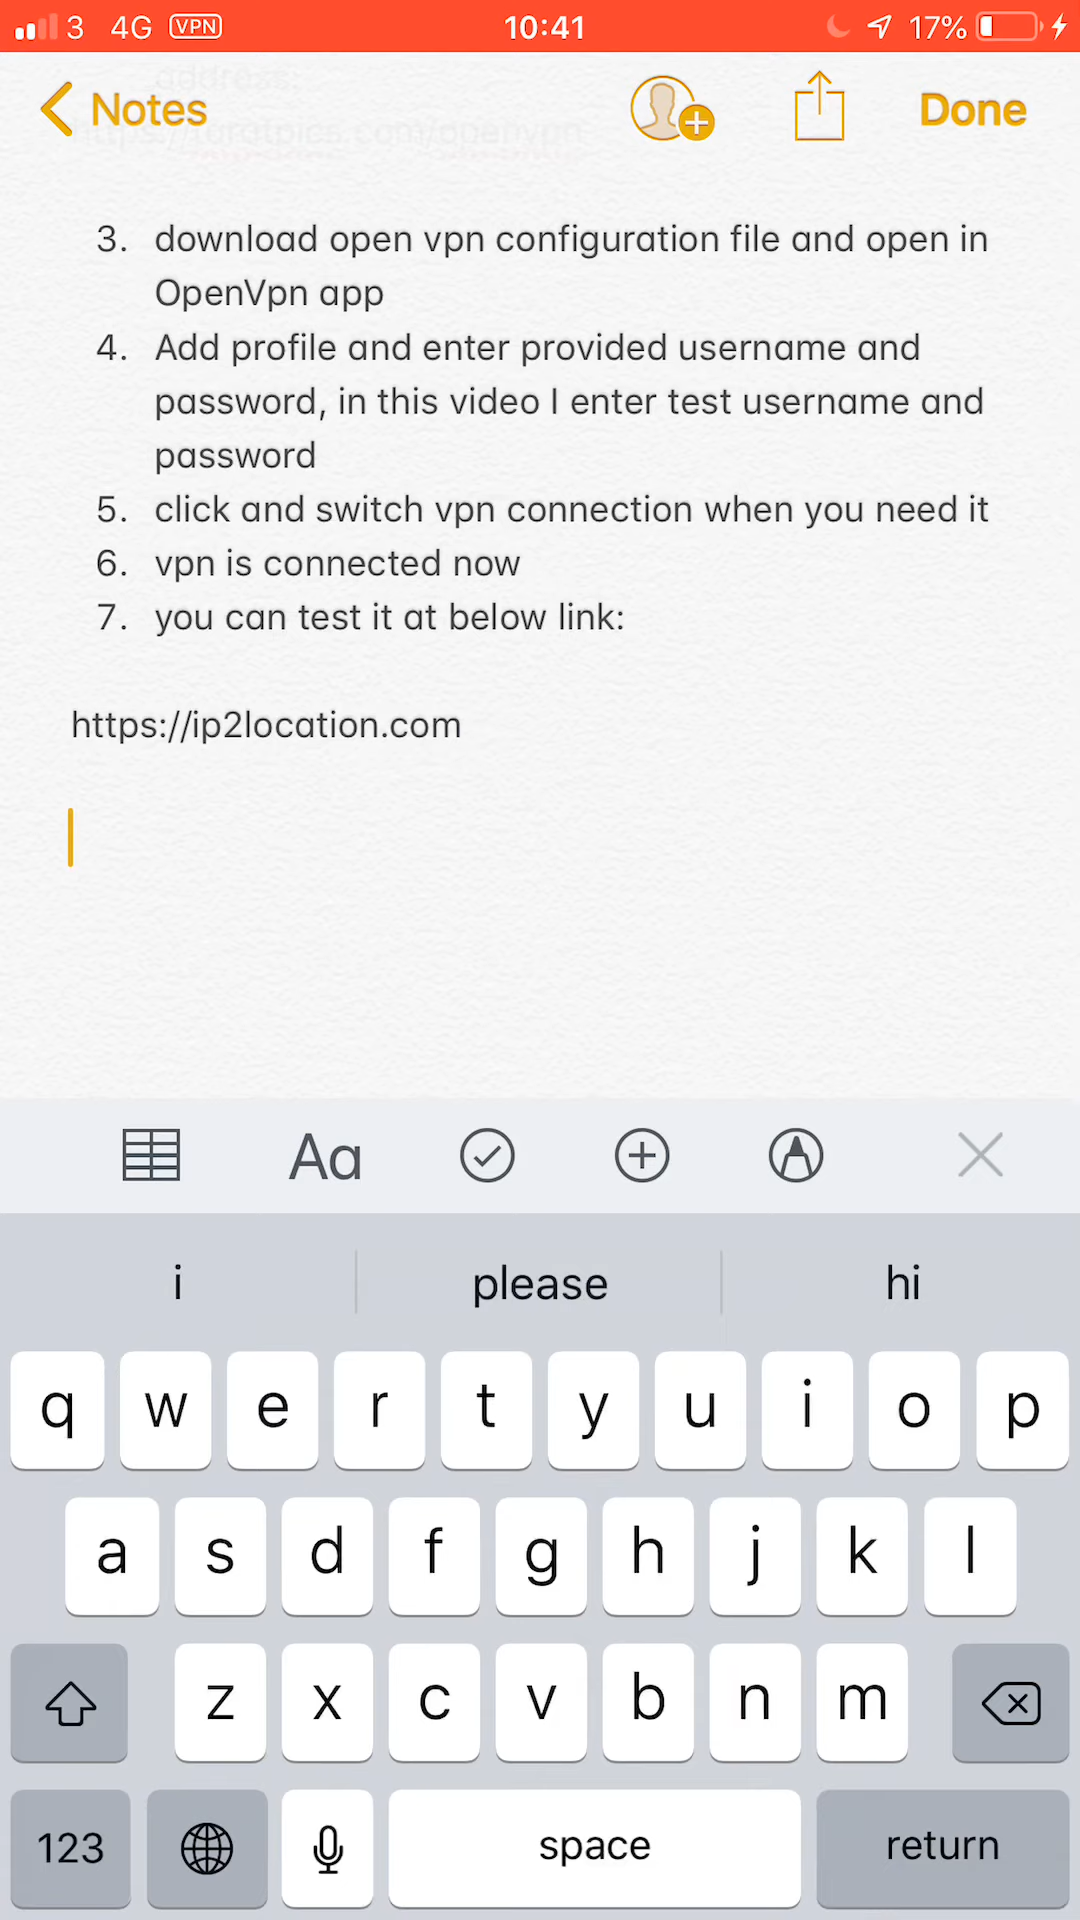 3 4G VPN 10:41 17%
address:
Notes Done
3. download open vpn configuration file and open in
OpenVpn app
4. Add profile and enter provided username and
password, in this video I enter test username and
password
5. click and switch vpn connection when you need it
6. vpn is connected now
7. you can test it at below link:
https://ip2location.com
Aa
i please hi
q w e r t y u i o p
a s d f g h j k l
z x c v b n m
123 space return